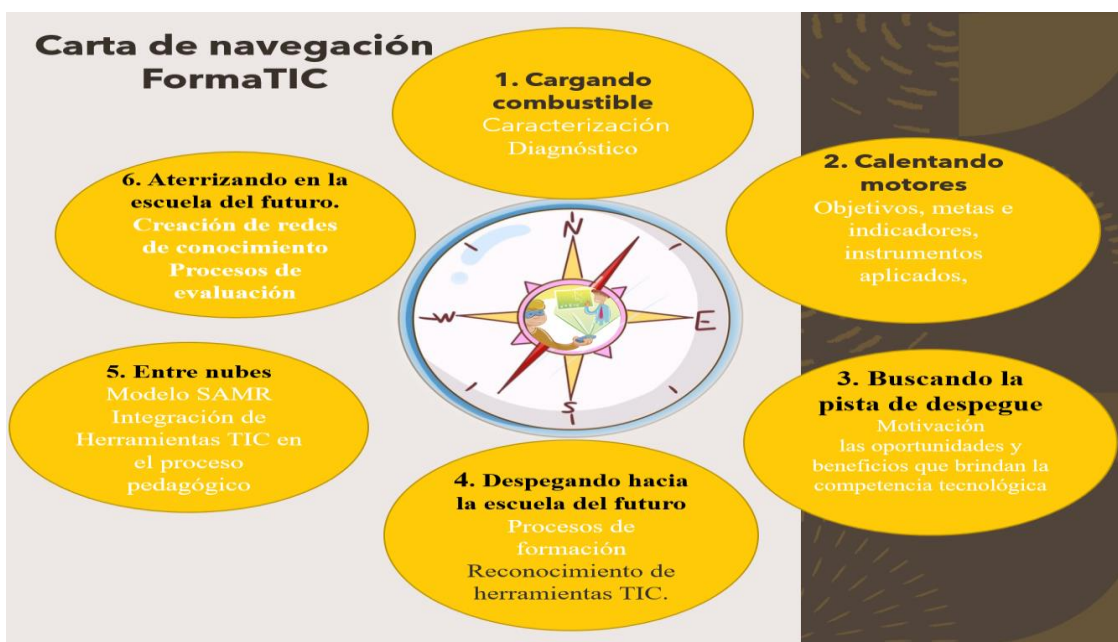 Carta de navegación
FormaTIC
1. Cargando
combustible
Caracterización
Diagnóstico
2. Calentando
motores
Objetivos, metas e
indicadores,
instrumentos
aplicados,
3. Buscando la
pista de despegue
Motivación
las oportunidades y
beneficios que brindan la
competencia tecnológica
4. Despegando hacia
la escuela del futuro
Procesos de
formación
Reconocimiento de
herramientas TIC.
5. Entre nubes
Modelo SAMR
Integración de
Herramientas TIC en
el proceso
pedagógico
6. Aterrizando en la
escuela del futuro.
Creación de redes
de conocimiento
Procesos de
evaluación
N
W
E
S